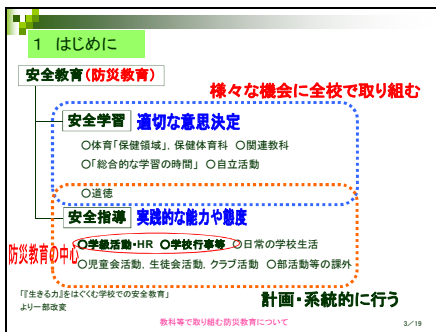 1 はじめに
安全教育(防災教育)
様々な機会に全校で取り組む
安全学習 適切な意思決定
〇体育「保健領域」,保健体育科 〇関連教科
〇「総合的な学習の時間」 〇自立活動
〇道徳
安全指導 実践的な能力や態度
防災教育の中心
〇学級活動・HR 〇学校行事等 〇日常の学校生活
〇児童会活動,生徒会活動,クラブ活動 〇部活動等の課外
「『生きる力』をはぐくむ学校での安全教育」
より一部改変
計画・系統的に行う
教科等で取り組む防災教育について
3/19